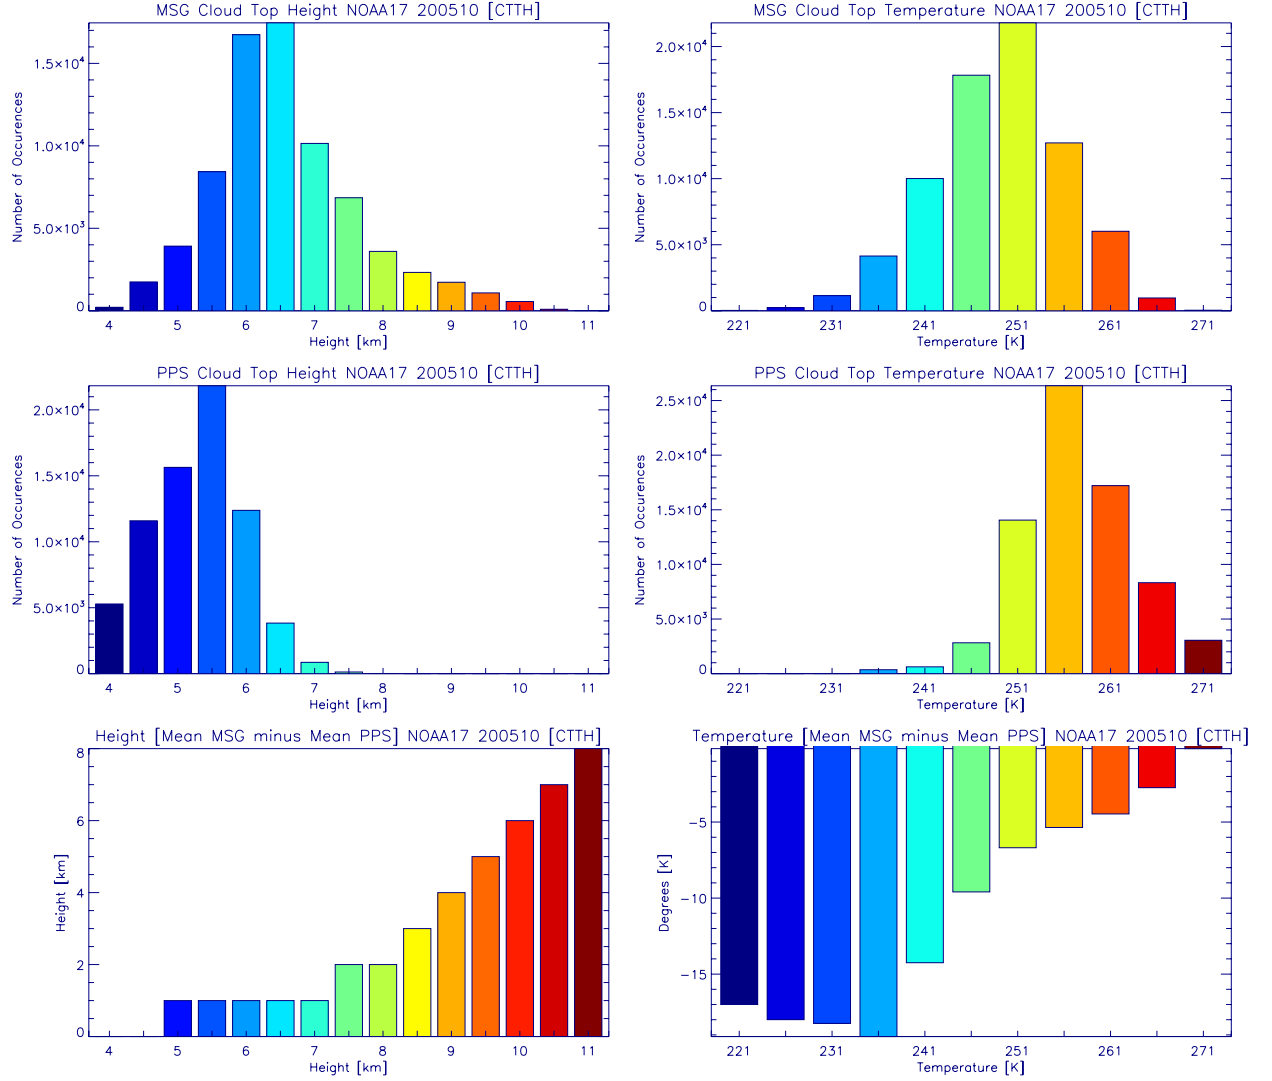 MSG Cloud Top Height NOAA17 200510 [CTTH]
Number of Occurences
1.5×10⁴
1.0×10⁴
5.0×10³
0
4 5 6 7 8 9 10 11
Height [km]
MSG Cloud Top Temperature NOAA17 200510 [CTTH]
Number of Occurences
2.0×10⁴
1.5×10⁴
1.0×10⁴
5.0×10³
0
221 231 241 251 261 271
Temperature [K]
PPS Cloud Top Height NOAA17 200510 [CTTH]
Number of Occurences
2.0×10⁴
1.5×10⁴
1.0×10⁴
5.0×10³
0
4 5 6 7 8 9 10 11
Height [km]
PPS Cloud Top Temperature NOAA17 200510 [CTTH]
Number of Occurences
2.5×10⁴
2.0×10⁴
1.5×10⁴
1.0×10⁴
5.0×10³
0
221 231 241 251 261 271
Temperature [K]
Height [Mean MSG minus Mean PPS] NOAA17 200510 [CTTH]
Height [km]
8
6
4
2
0
4 5 6 7 8 9 10 11
Height [km]
Temperature [Mean MSG minus Mean PPS] NOAA17 200510 [CTTH]
Degrees [K]
−5
−10
−15
221 231 241 251 261 271
Temperature [K]